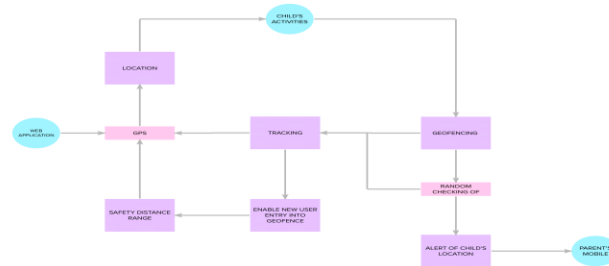 CHILD'S
ACTIVITIES
LOCATION
WEB
APPLICATION
GPS
TRACKING
GEOFENCING
RANDOM
CHECKING OF
SAFETY DISTANCE
RANGE
ENABLE NEW USER
ENTRY INTO
GEOFENCE
ALERT OF CHILD'S
LOCATION
PARENT'S
MOBILE